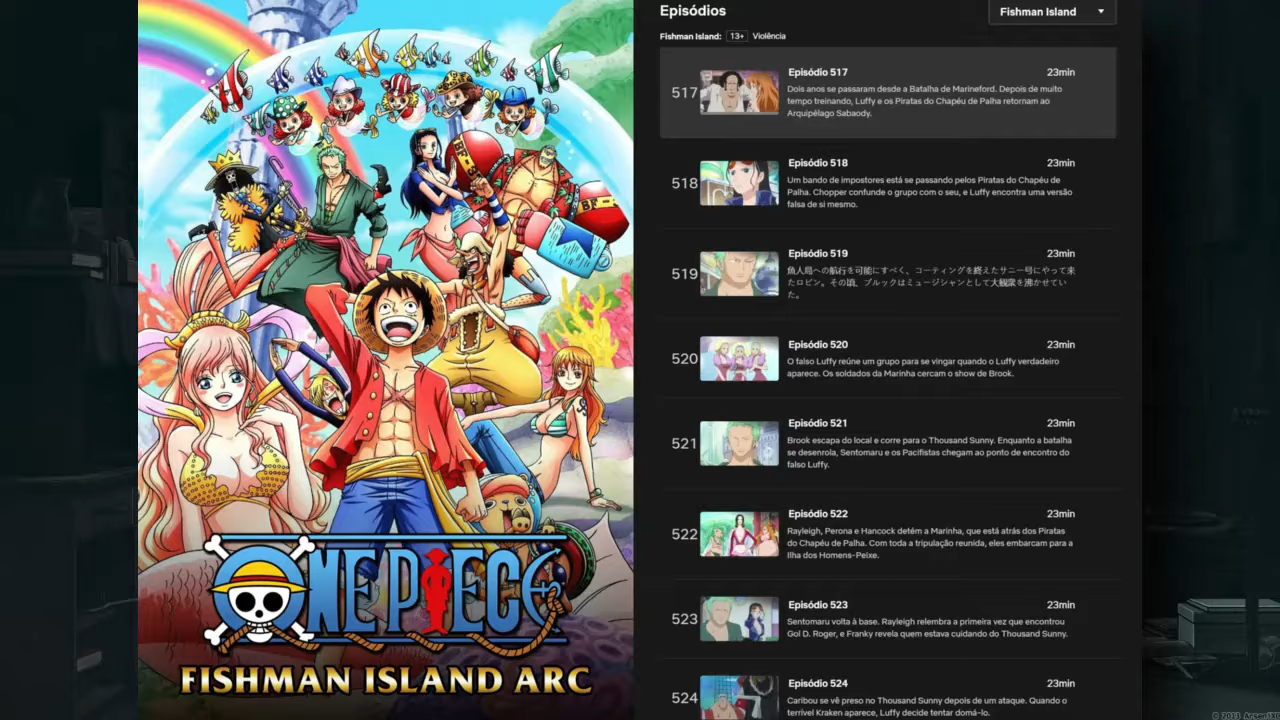 ONE PIECE
FISHMAN ISLAND ARC
BF-
BF-
Episódios
Fishman Island
Fishman Island: 13+ Violência
517
Episódio 517
23min
Dois anos se passaram desde a Batalha de Marineford. Depois de muito
tempo treinando, Luffy e os Piratas do Chapéu de Palha retornam ao
Arquipélago Sabaody.
518
Episódio 518
23min
Um bando de impostores está se passando pelos Piratas do Chapéu de
Palha. Chopper confunde o grupo com o seu, e Luffy encontra uma versão
falsa de si mesmo.
519
Episódio 519
23min
魚人島への航行を可能にすべく、コーティングを終えたサニー号にやって来
たロビン。その頃、ブルックはミュージシャンとして大観衆を沸かせてい
た。
520
Episódio 520
23min
O falso Luffy reúne um grupo para se vingar quando o Luffy verdadeiro
aparece. Os soldados da Marinha cercam o show de Brook.
521
Episódio 521
23min
Brook escapa do local e corre para o Thousand Sunny. Enquanto a batalha
se desenrola, Sentomaru e os Pacifistas chegam ao ponto de encontro do
falso Luffy.
522
Episódio 522
23min
Rayleigh, Perona e Hancock detém a Marinha, que está atrás dos Piratas
do Chapéu de Palha. Com toda a tripulação reunida, eles embarcam para a
Ilha dos Homens-Peixe.
523
Episódio 523
23min
Sentomaru volta à base. Rayleigh relembra a primeira vez que encontrou
Gol D. Roger, e Franky revela quem estava cuidando do Thousand Sunny.
524
Episódio 524
23min
Caribou se vê preso no Thousand Sunny depois de um ataque. Quando o
terrível Kraken aparece, Luffy decide tentar domá-lo.